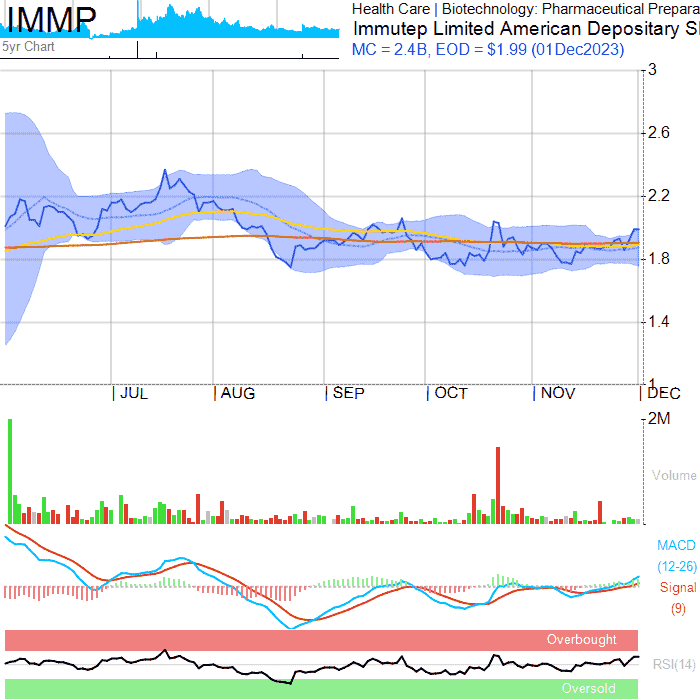 IMMP
5yr Chart
Health Care | Biotechnology: Pharmaceutical Prepara
Immutep Limited American Depositary S
MC = 2.4B, EOD = $1.99 (01Dec2023)
3
2.6
2.2
1.8
1.4
1
JUL
AUG
SEP
OCT
NOV
DEC
2M
Volume
MACD
(12-26)
Signal
(9)
Overbought
RSI(14)
Oversold